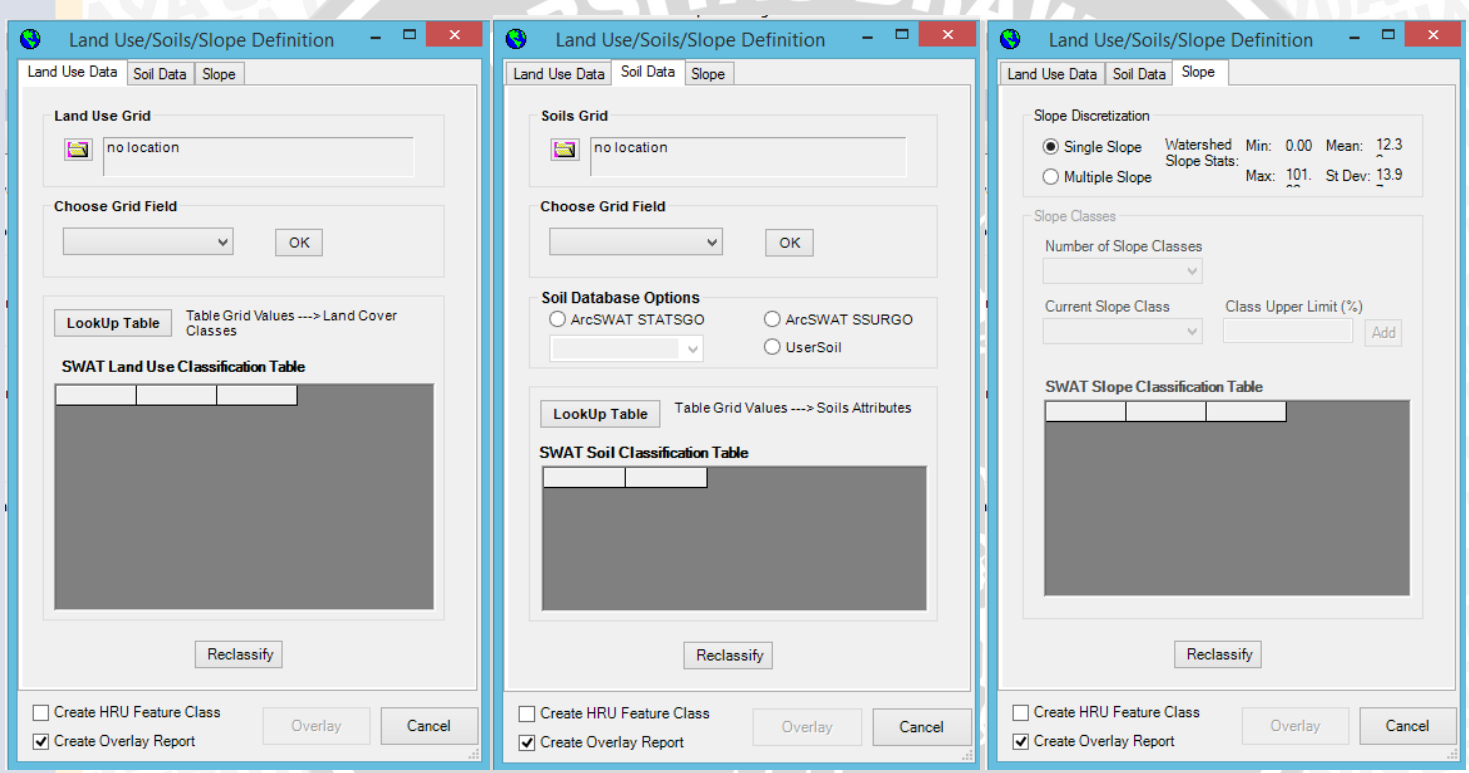 Land Use/Soils/Slope Definition
Land Use Data Soil Data Slope
Land Use Grid
no location
Choose Grid Field
OK
LookUp Table
Table Grid Values ---> Land Cover
Classes
SWAT Land Use Classification Table
Reclassify
Create HRU Feature Class
Create Overlay Report
Overlay
Cancel
Land Use/Soils/Slope Definition
Land Use Data Soil Data Slope
Soils Grid
no location
Choose Grid Field
OK
Soil Database Options
ArcSWAT STATSGO
ArcSWAT SSURGO
UserSoil
LookUp Table
Table Grid Values ---> Soils Attributes
SWAT Soil Classification Table
Reclassify
Create HRU Feature Class
Create Overlay Report
Overlay
Cancel
Land Use/Soils/Slope Definition
Land Use Data Soil Data Slope
Slope Discretization
Single Slope
Multiple Slope
Watershed
Slope Stats:
Min: 0.00 Mean: 12.3
Max: 101. St Dev: 13.9
Slope Classes
Number of Slope Classes
Current Slope Class
Class Upper Limit (%)
Add
SWAT Slope Classification Table
Reclassify
Create HRU Feature Class
Create Overlay Report
Overlay
Cancel